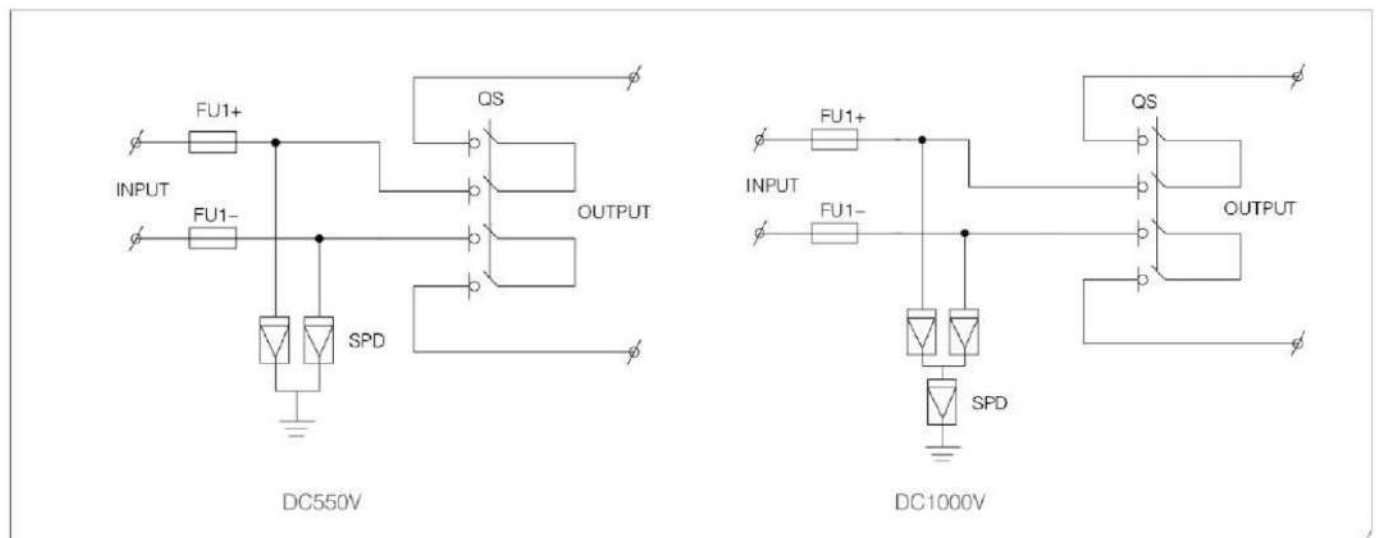 QS
FU1+
INPUT
FU1−
OUTPUT
SPD
DC550V
QS
FU1+
INPUT
FU1−
OUTPUT
SPD
DC1000V